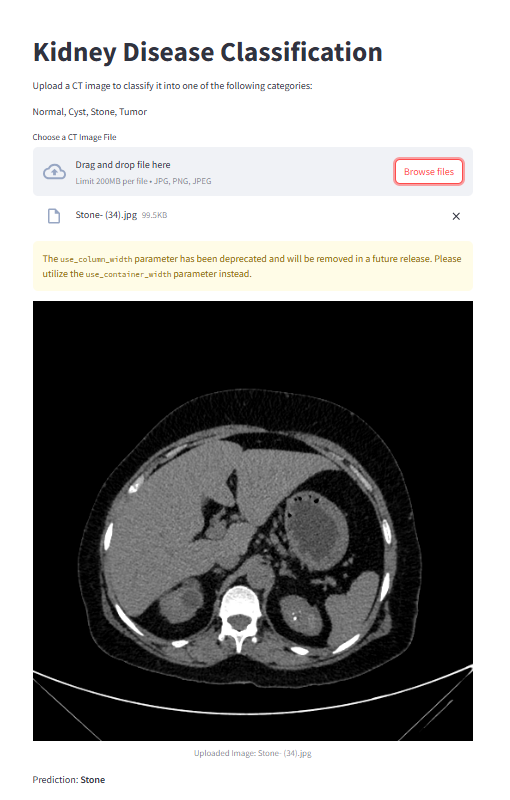 Kidney Disease Classification
Upload a CT image to classify it into one of the following categories:
Normal, Cyst, Stone, Tumor
Choose a CT Image File
Drag and drop file here
Limit 200MB per file • JPG, PNG, JPEG
Browse files
Stone- (34).jpg 99.5KB
The use_column_width parameter has been deprecated and will be removed in a future release. Please
utilize the use_container_width parameter instead.
Uploaded Image: Stone- (34).jpg
Prediction: Stone